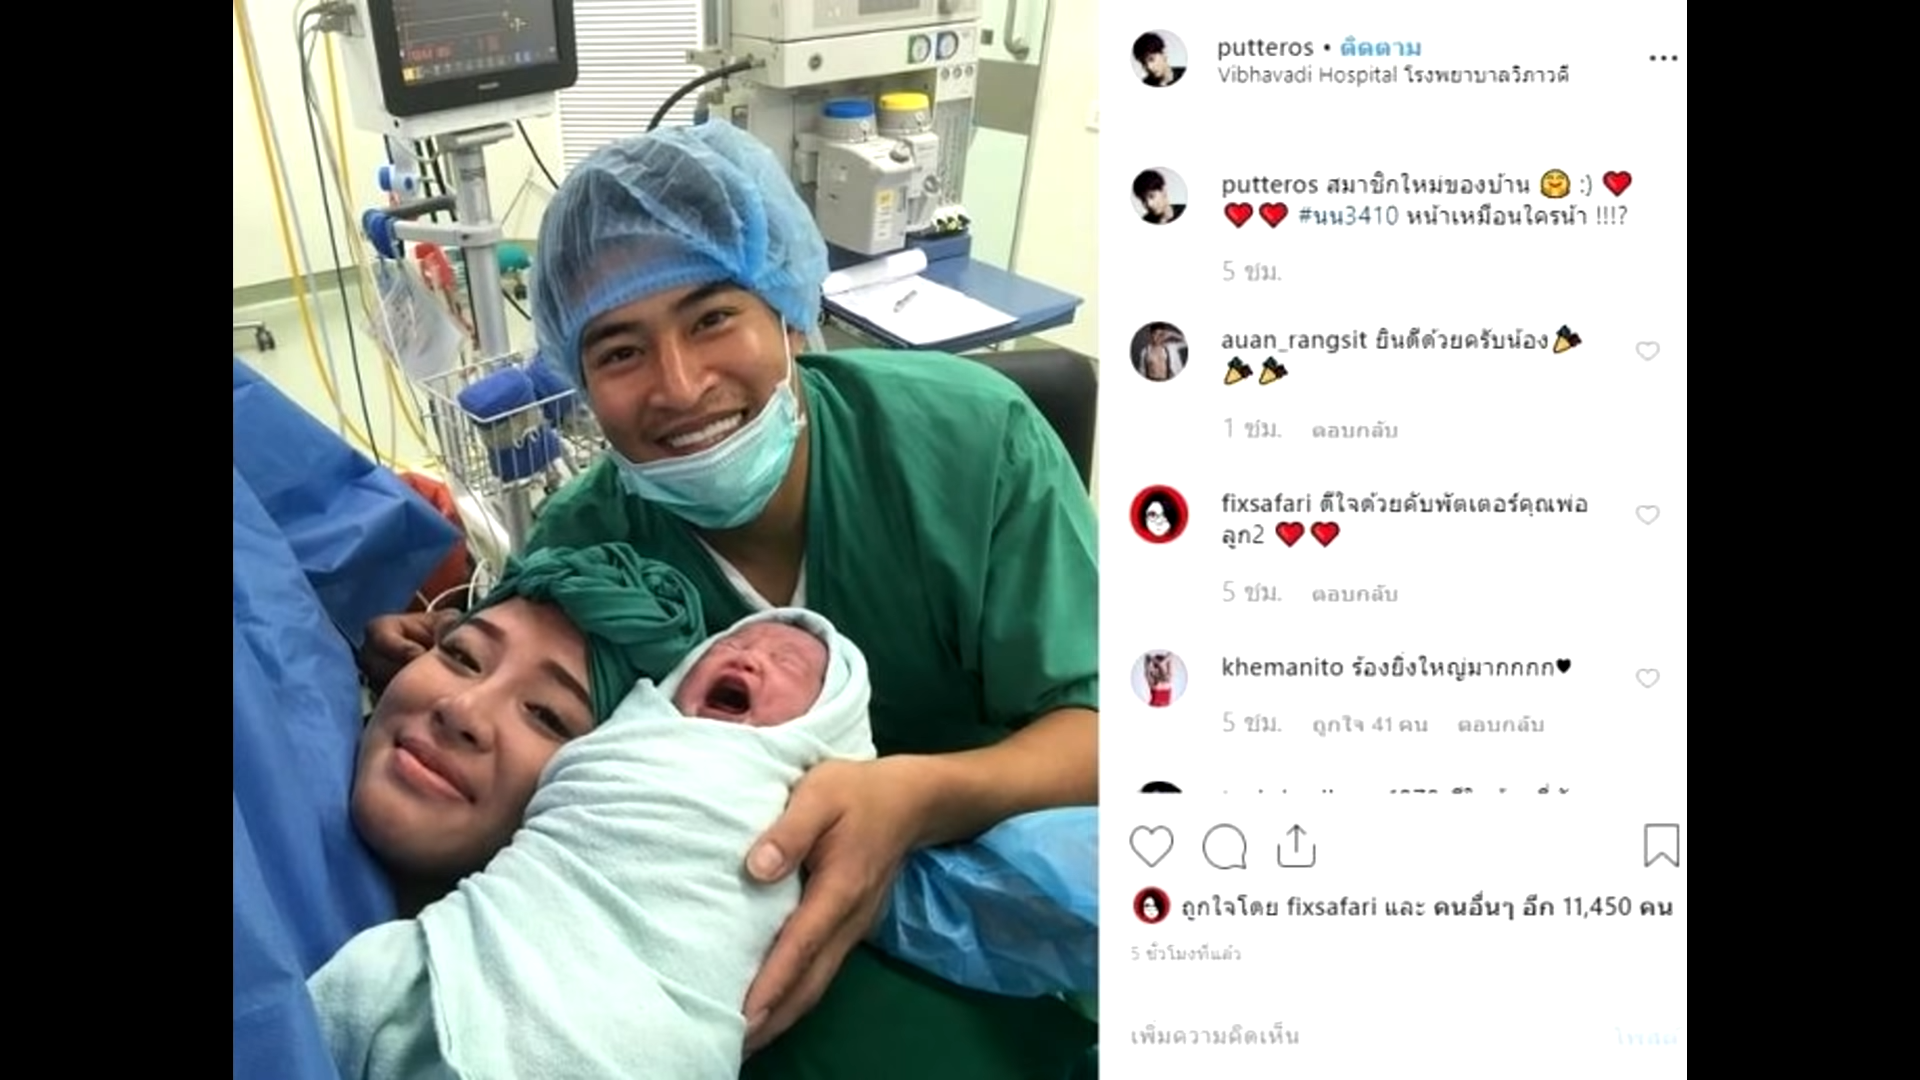 putteros • ติดตาม
Vibhavadi Hospital โรงพยาบาลวิภาวดี
putteros สมาชิกใหม่ของบ้าน 🤗 :) ❤️
❤️❤️ #นน3410 หน้าเหมือนใครน้า !!!?
5 ชม.
auan_rangsit ยินดีด้วยครับน้อง🎉
🎉🎉
1 ชม. ตอบกลับ
fixsafari ดีใจด้วยคับพัตเตอร์คุณพ่อ
ลูก2 ❤️❤️
5 ชม. ตอบกลับ
khemanito ร้องยิ่งใหญ่มากกกก♥
5 ชม. ถูกใจ 41 คน ตอบกลับ
ถูกใจโดย fixsafari และ คนอื่นๆ อีก 11,450 คน
5 ชั่วโมงที่แล้ว
เพิ่มความคิดเห็น